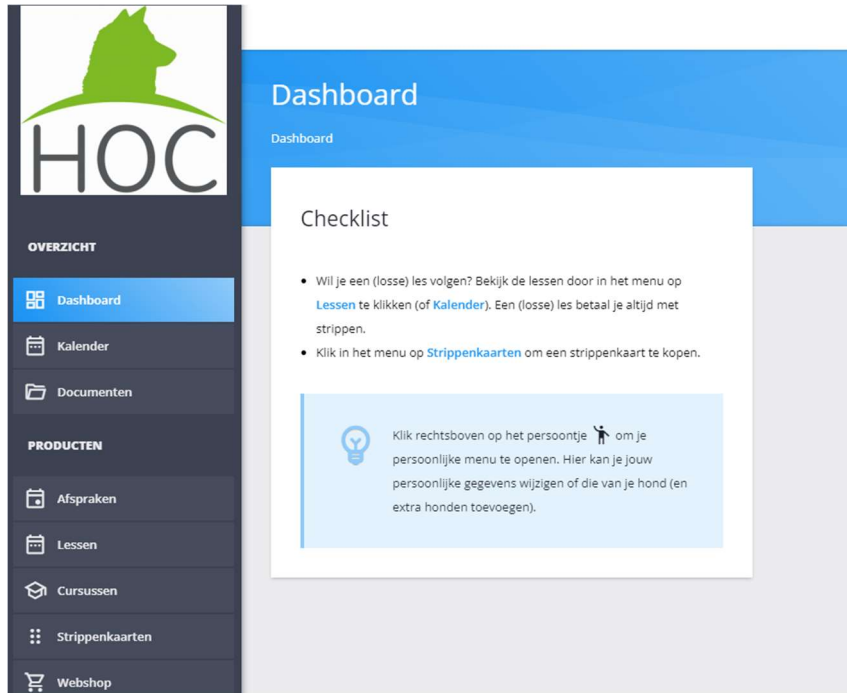 HOC
OVERZICHT
Dashboard
Kalender
Documenten
PRODUCTEN
Afspraken
Lessen
Cursussen
Strippenkaarten
Webshop
Dashboard
Dashboard
Checklist
Wil je een (losse) les volgen? Bekijk de lessen door in het menu op
Lessen te klikken (of Kalender). Een (losse) les betaal je altijd met
strippen.
Klik in het menu op Strippenkaarten om een strippenkaart te kopen.
Klik rechtsboven op het persoontje om je
persoonlijke menu te openen. Hier kan je jouw
persoonlijke gegevens wijzigen of die van je hond (en
extra honden toevoegen).